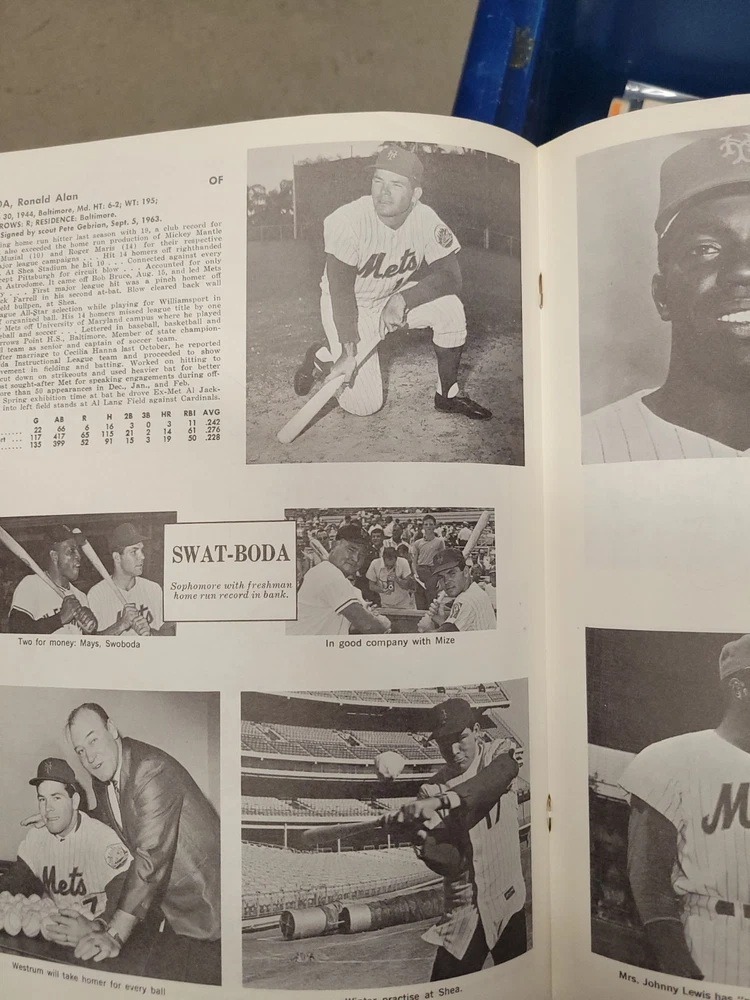 OF
DA, Ronald Alan
30, 1944, Baltimore, Md. HT: 6-2; WT: 195;
ROWS: R; RESIDENCE: Baltimore.
Signed by scout Pete Gebrian, Sept. 5, 1963.
ing home run hitter last season with 19, a club record for
also exceeded the home run production of Mickey Mantle
Musial (10) and Roger Maris (14) for their respective
jor league campaigns . . . His 14 homers off righthanded
At Shea Stadium he hit 10 . . . Connected against every
cept Pittsburgh for circuit blow . . . Accounted for only
Astrodome. It came off Bob Bruce, Aug. 15, and led Mets
y . . . First major league hit was a pinch homer off
ck Farrell in his second at-bat. Blow cleared back wall
bullpen, at Shea.
ague All-Star selection while playing for Williamsport in
organized ball. His 14 homers missed league title by one
Mets off University of Maryland campus where he played
ball and soccer . . . Lettered in baseball, basketball and
arrows Point H.S., Baltimore. Member of state champion-
team as senior and captain of soccer team.
fter marriage to Cecilia Hanna last October, he reported
da Instructional League team and proceeded to show
vement in fielding and batting. Worked on hitting to
cut down on strikeouts and used heavier bat for better
st sought-after Met for speaking engagements during off-
ore than 50 appearances in Dec., Jan., and Feb.
Spring exhibition time at bat he drove Ex-Met Al Jack-
into left field stands at Al Lang Field against Cardinals.
G AB R H 2B 3B HR RBI AVG
22 66 6 16 3 0 3 11 .242
117 417 65 115 21 2 14 61 .276
135 399 52 91 15 3 19 50 .228
Mets
SWAT-BODA
Sophomore with freshman
home run record in bank.
Two for money: Mays, Swoboda
In good company with Mize
Mets
7
17
M
Westrum will take homer for every ball
Winter practise at Shea.
Mrs. Johnny Lewis has